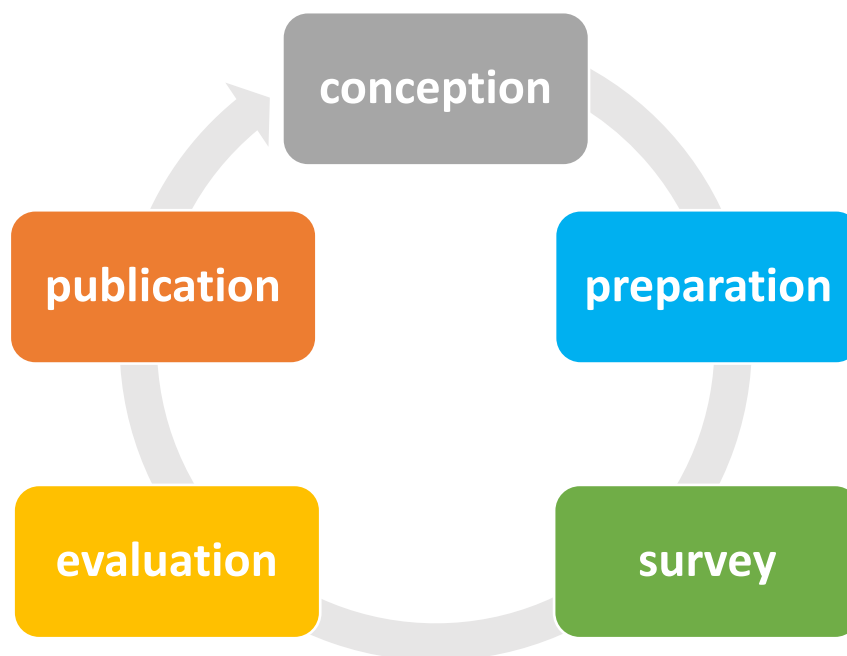 conception
preparation
survey
evaluation
publication